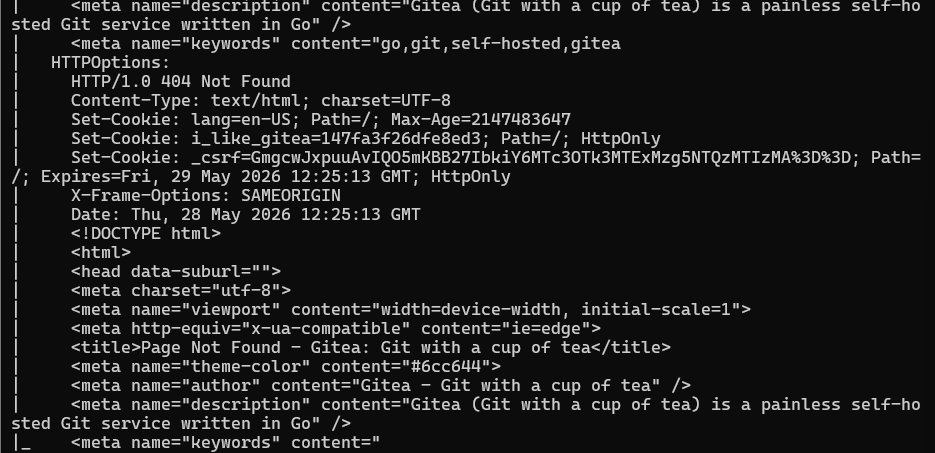 |     <meta name="description" content="Gitea (Git with a cup of tea) is a painless self-ho
sted Git service written in Go" />
|     <meta name="keywords" content="go,git,self-hosted,gitea
|   HTTPOptions:
|     HTTP/1.0 404 Not Found
|     Content-Type: text/html; charset=UTF-8
|     Set-Cookie: lang=en-US; Path=/; Max-Age=2147483647
|     Set-Cookie: i_like_gitea=147fa3f26dfe8ed3; Path=/; HttpOnly
|     Set-Cookie: _csrf=GmgcwJxpuuAvIQO5mKBB27IbkiY6MTc3OTk3MTExMzg5NTQzMTIzMA%3D%3D; Path=
/; Expires=Fri, 29 May 2026 12:25:13 GMT; HttpOnly
|     X-Frame-Options: SAMEORIGIN
|     Date: Thu, 28 May 2026 12:25:13 GMT
|     <!DOCTYPE html>
|     <html>
|     <head data-suburl="">
|     <meta charset="utf-8">
|     <meta name="viewport" content="width=device-width, initial-scale=1">
|     <meta http-equiv="x-ua-compatible" content="ie=edge">
|     <title>Page Not Found - Gitea: Git with a cup of tea</title>
|     <meta name="theme-color" content="#6cc644">
|     <meta name="author" content="Gitea - Git with a cup of tea" />
|     <meta name="description" content="Gitea (Git with a cup of tea) is a painless self-ho
sted Git service written in Go" />
|_    <meta name="keywords" content="